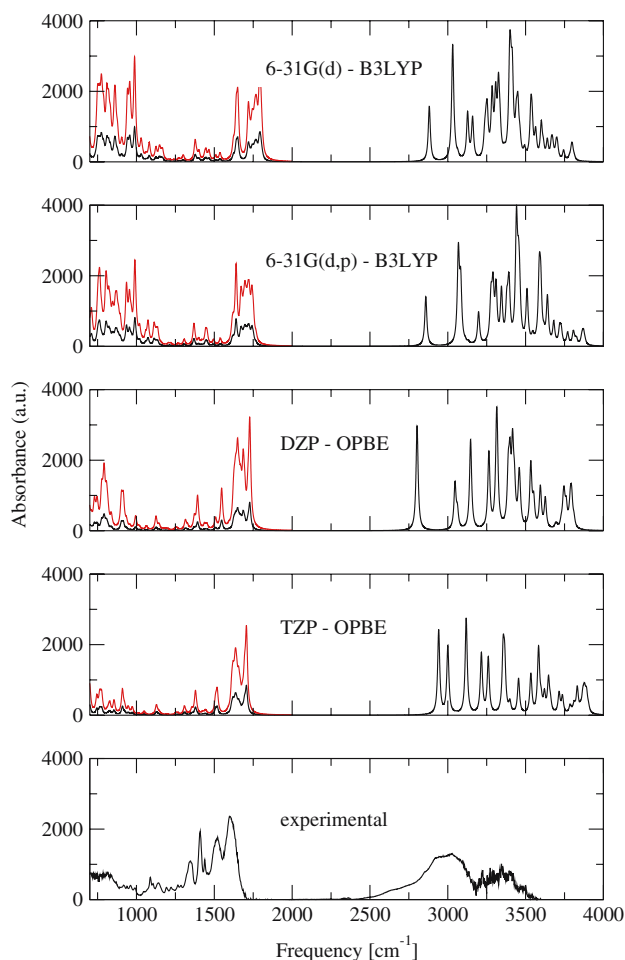 4000
6-31G(d) - B3LYP
2000
0
4000
6-31G(d,p) - B3LYP
2000
0
4000
DZP - OPBE
2000
0
4000
TZP - OPBE
2000
0
4000
experimental
2000
0
1000 1500 2000 2500 3000 3500 4000
Frequency [cm⁻¹]
Absorbance (a.u.)